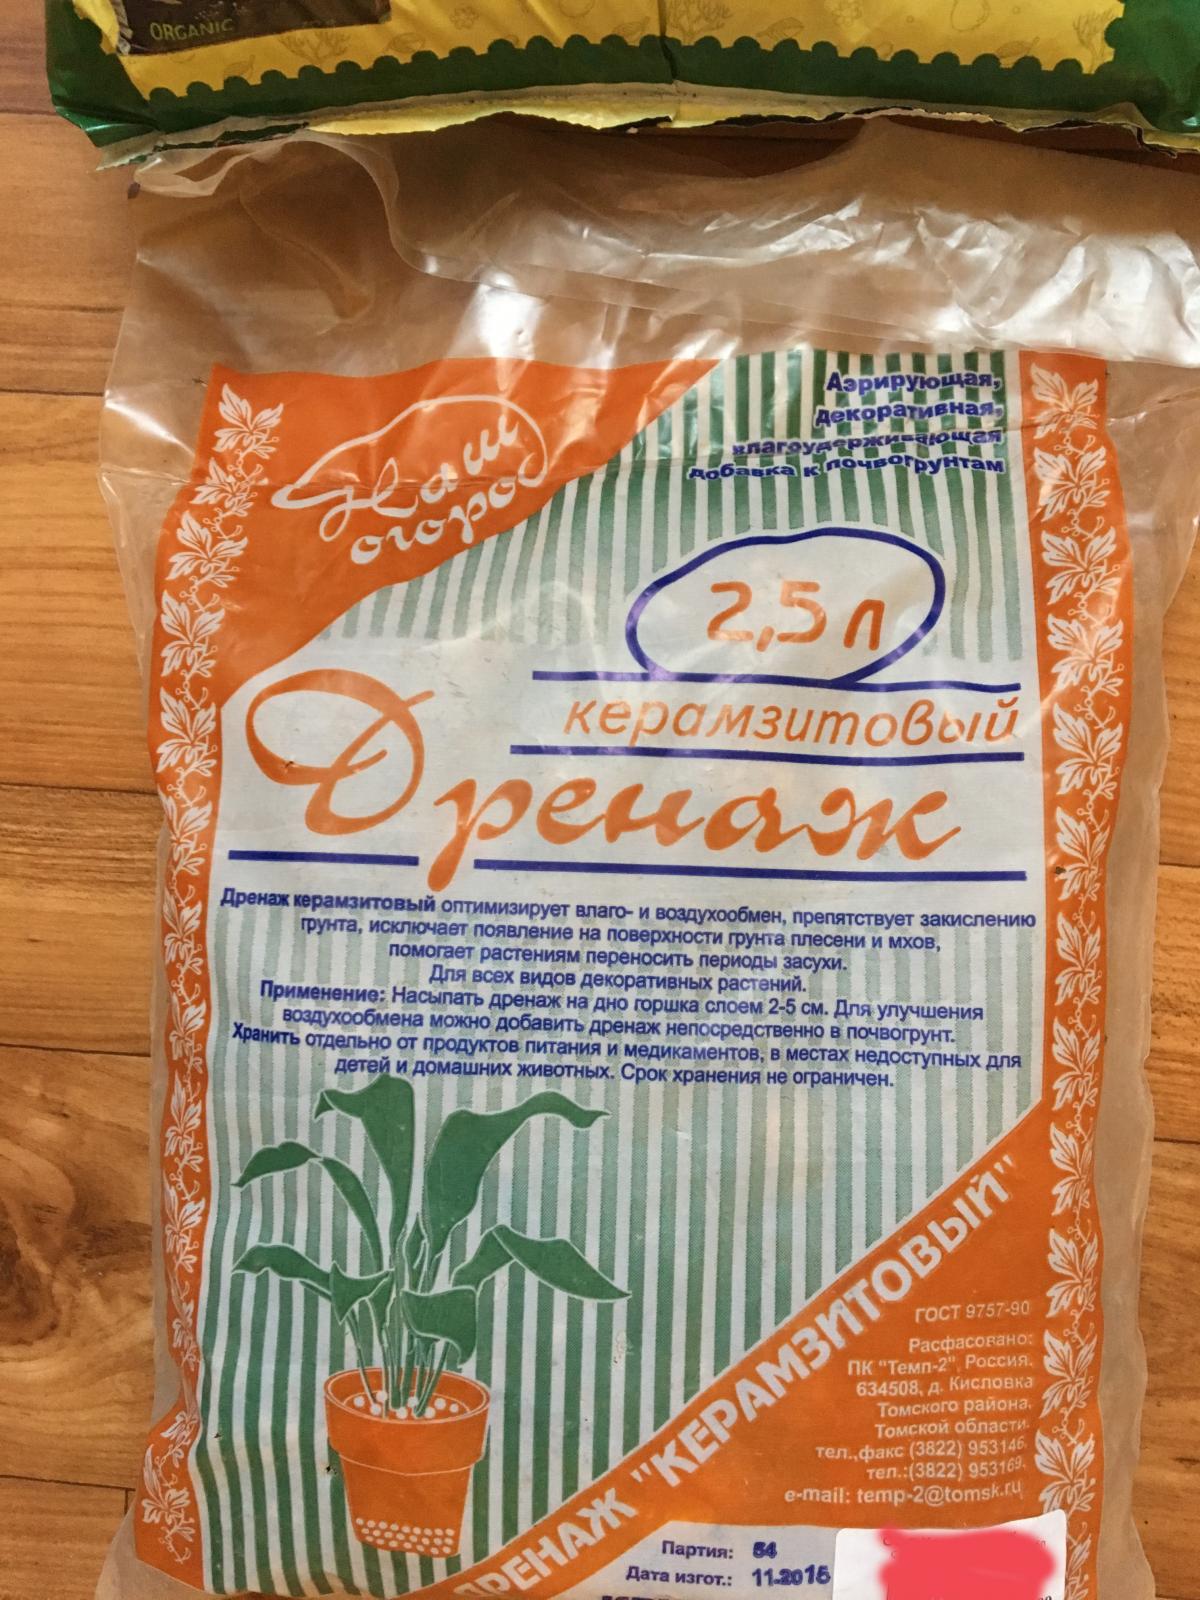 ORGANIC
Аэрирующая,
декоративная,
влагоудерживающая
добавка к почвогрунтам
Наш
огород
2,5 л
керамзитовый
Дренаж
Дренаж керамзитовый оптимизирует влаго- и воздухообмен, препятствует закислению
грунта, исключает появление на поверхности грунта плесени и мхов,
помогает растениям переносить периоды засухи.
Для всех видов декоративных растений.
Применение: Насыпать дренаж на дно горшка слоем 2-5 см. Для улучшения
воздухообмена можно добавить дренаж непосредственно в почвогрунт.
Хранить отдельно от продуктов питания и медикаментов, в местах недоступных для
детей и домашних животных. Срок хранения не ограничен.
ДРЕНАЖ "КЕРАМЗИТОВЫЙ"
ГОСТ 9757-90
Расфасовано:
ПК "Темп-2", Россия.
634508, д. Кисловка
Томского района,
Томской области.
тел.,факс (3822) 953146,
тел.:(3822) 953169.
e-mail: temp-2@tomsk.ru
Партия: 54
Дата изгот.: 11-2015